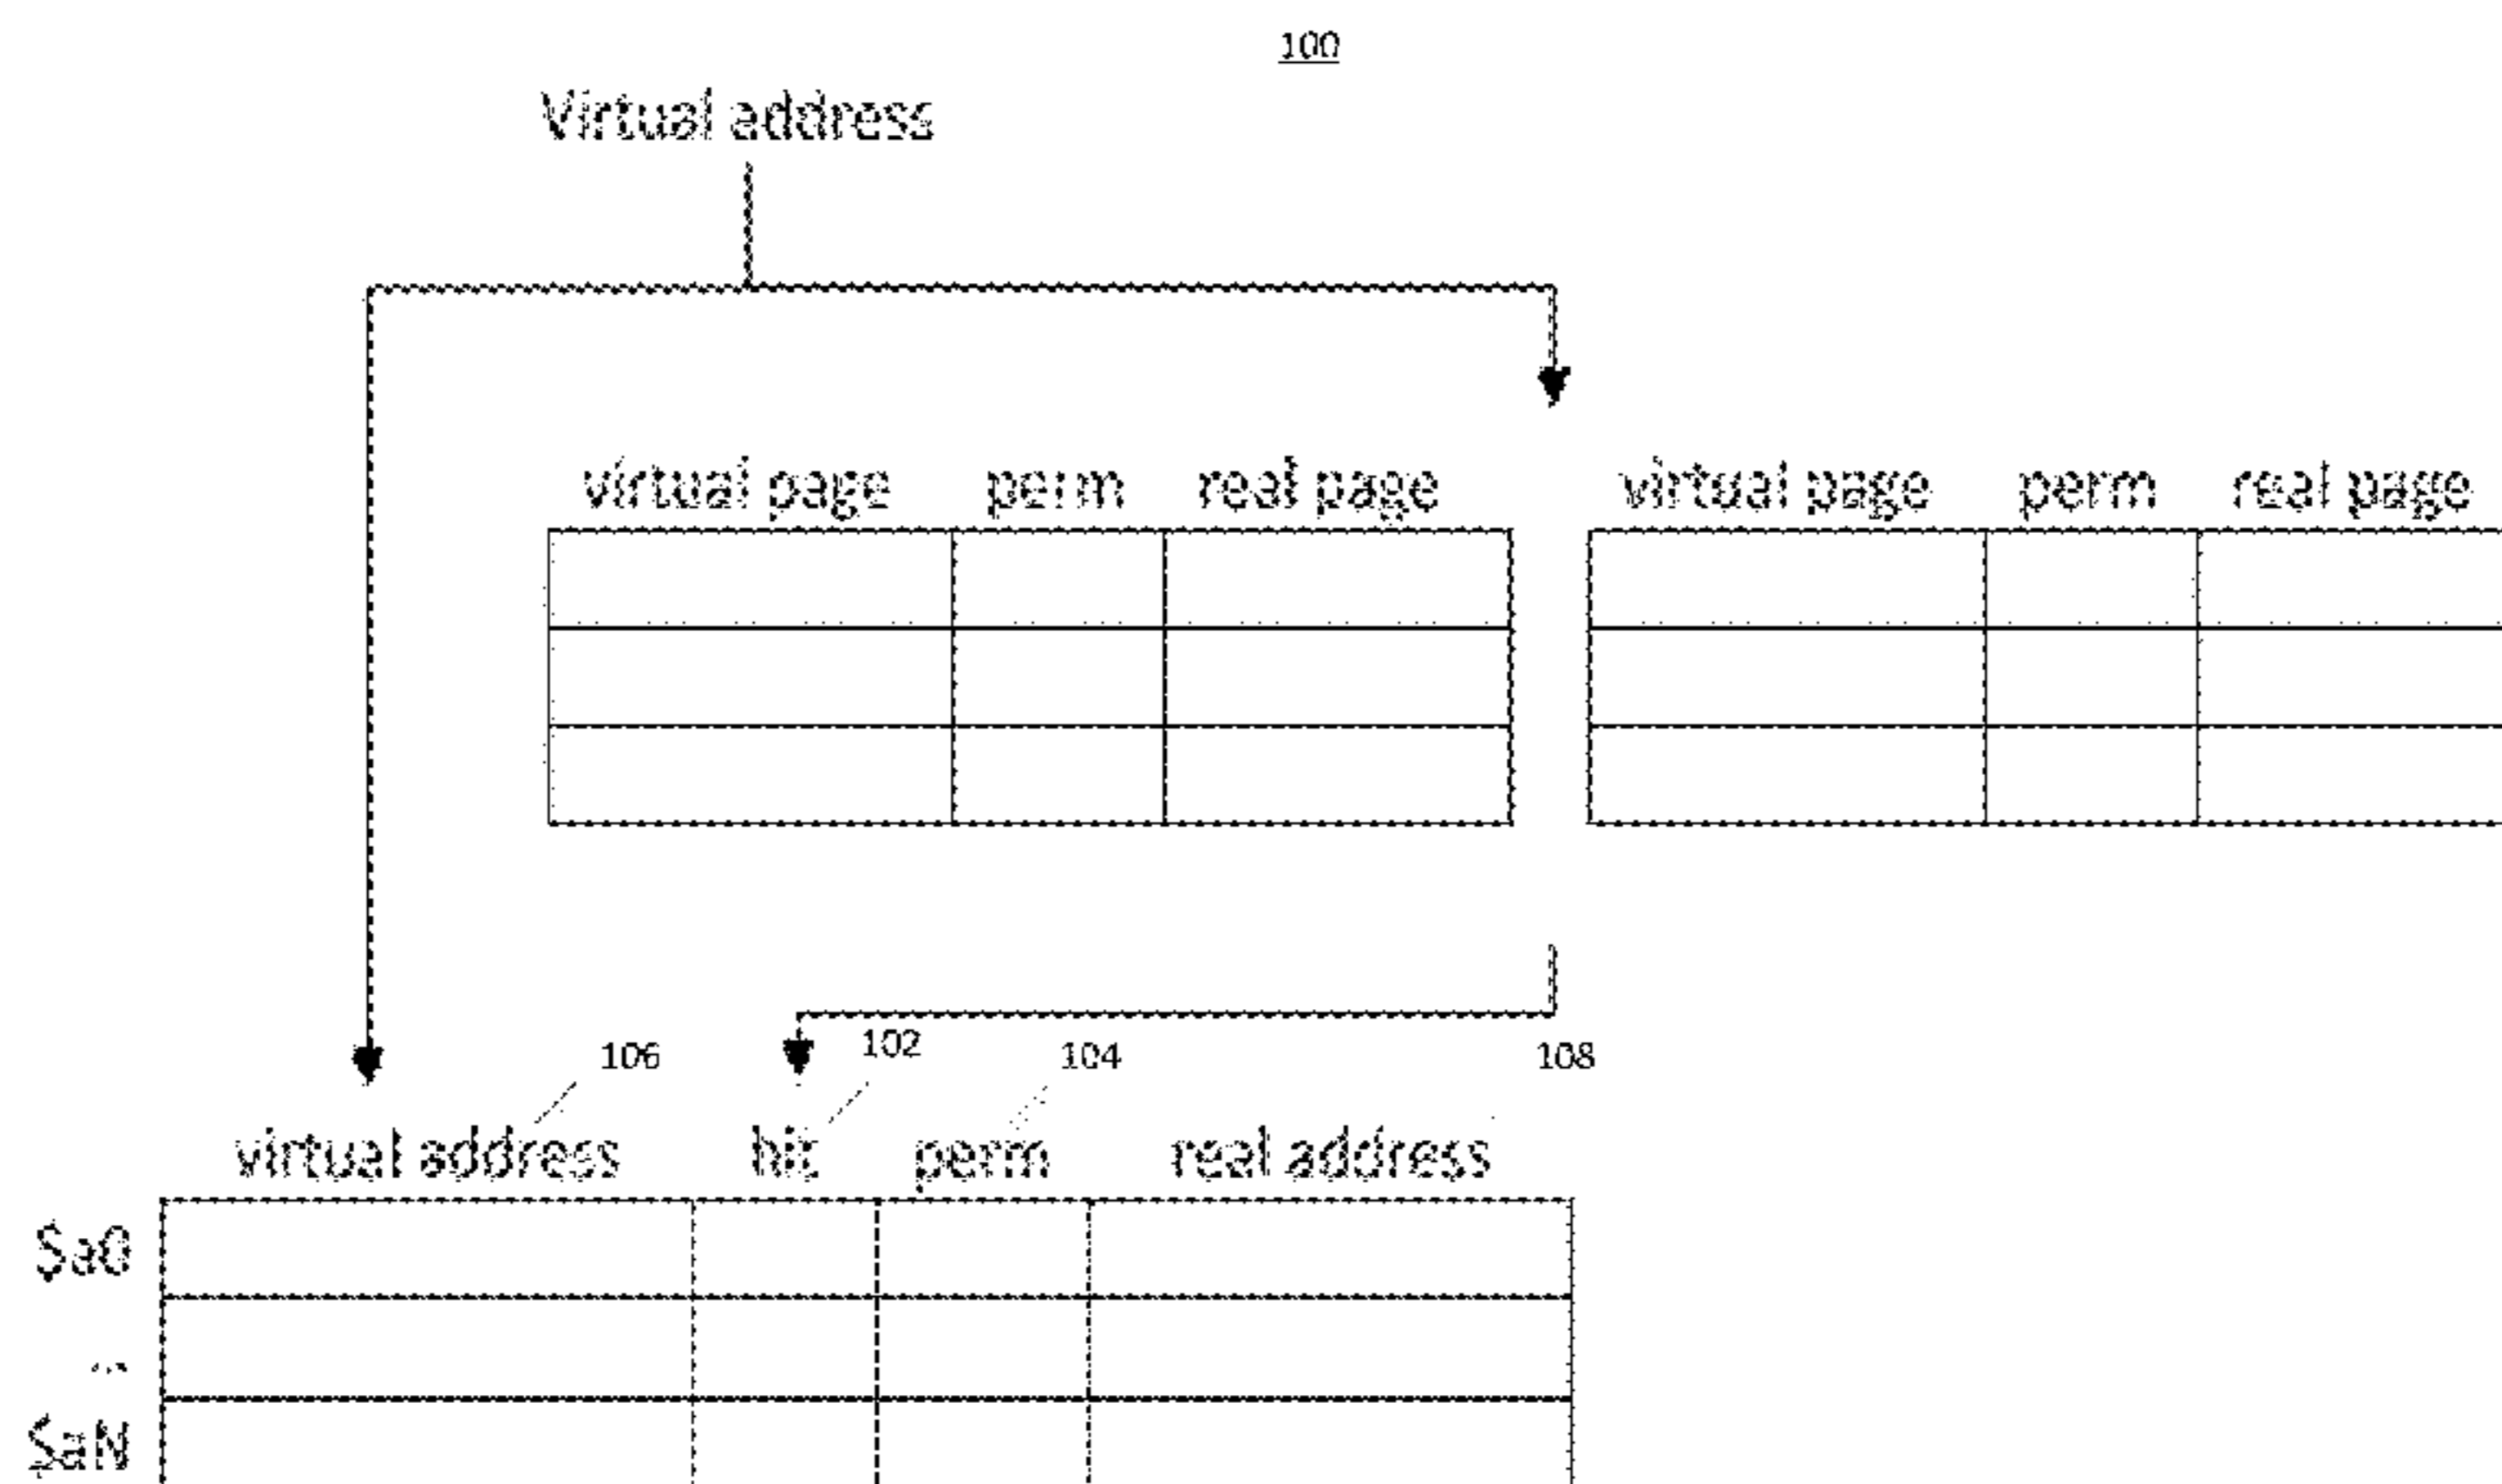 100
Virtual address
virtual page perm real page virtual page perm real page
106 102 104 108
virtual address hit perm real address
$a0
...
$aN